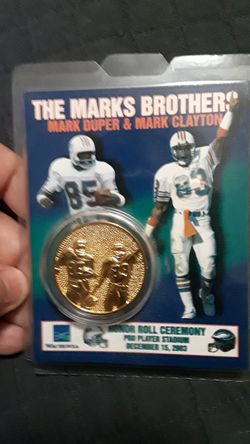 THE MARKS BROTHERS
MARK DUPER & MARK CLAYTON
85
83
HONOR ROLL CEREMONY
PRO PLAYER STADIUM
DECEMBER 15, 2003
WACHOVIA